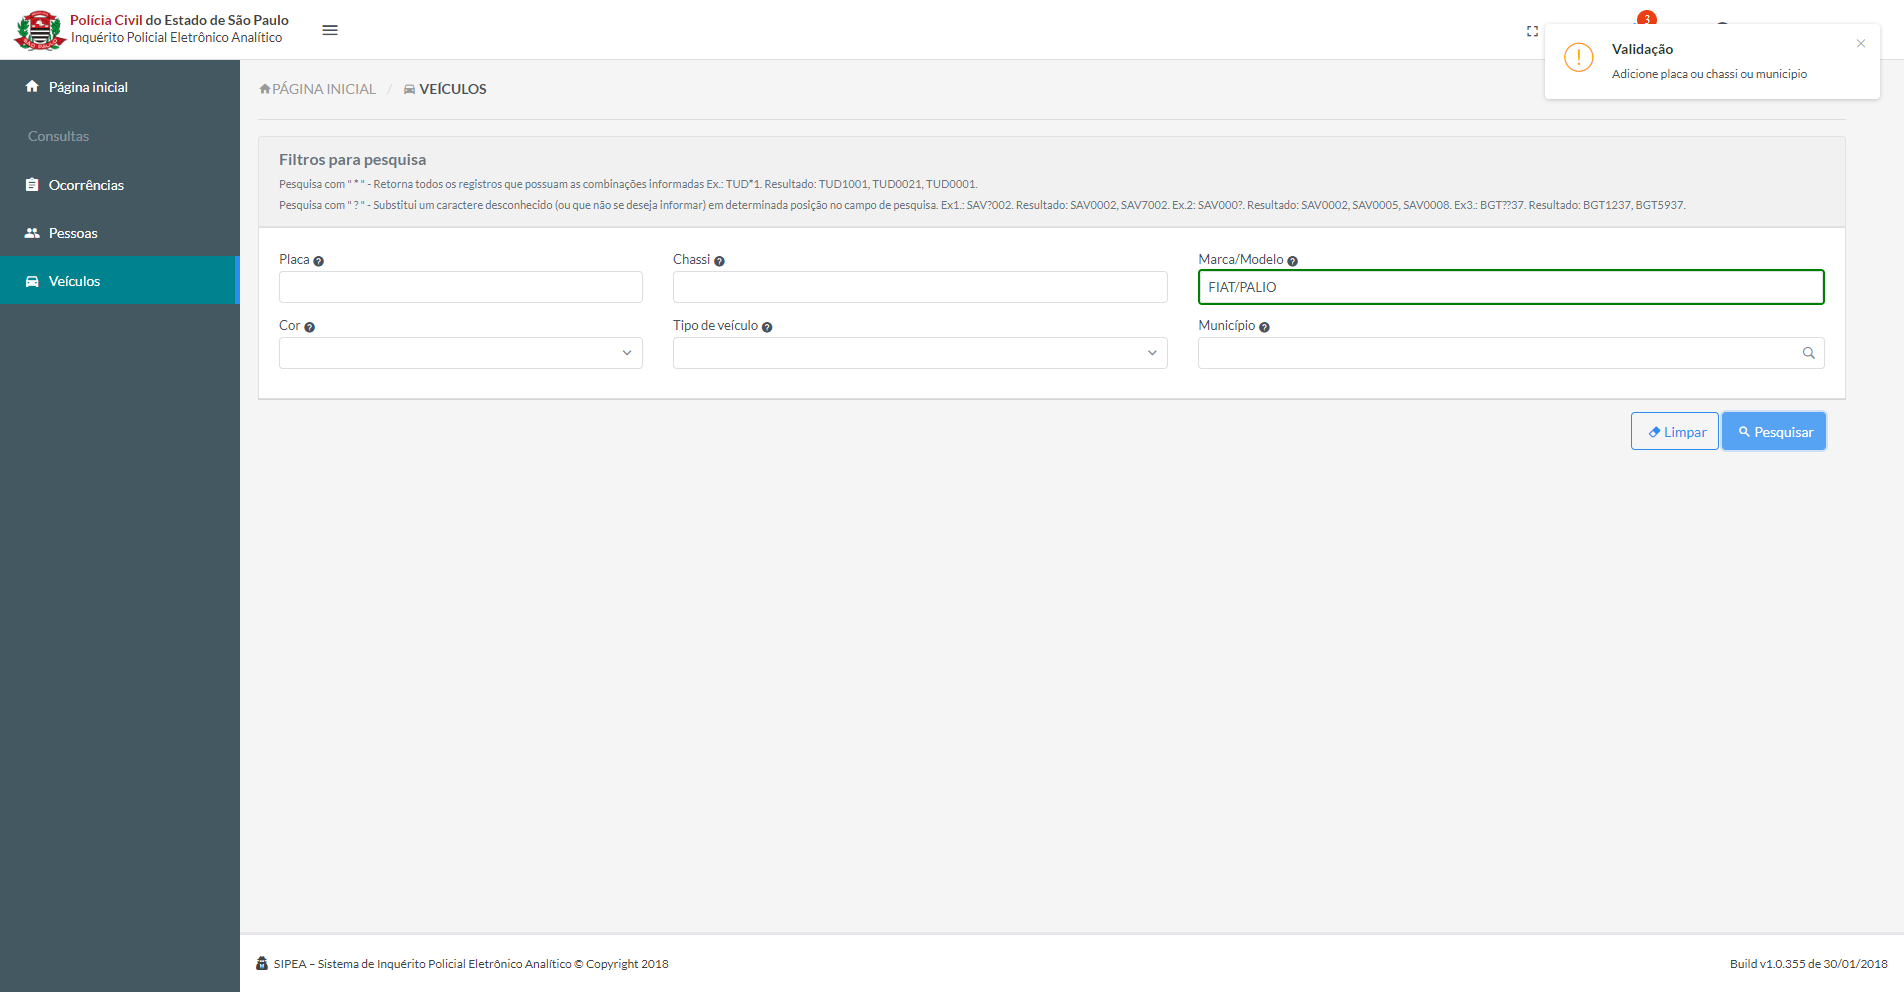 Polícia Civil do Estado de São Paulo
Inquérito Policial Eletrônico Analítico
3
Validação
Adicione placa ou chassi ou municipio
Página inicial
Consultas
Ocorrências
Pessoas
Veículos
PÁGINA INICIAL / VEÍCULOS
Filtros para pesquisa
Pesquisa com " * " - Retorna todos os registros que possuam as combinações informadas Ex.: TUD*1. Resultado: TUD1001, TUD0021, TUD0001.
Pesquisa com " ? " - Substitui um caractere desconhecido (ou que não se deseja informar) em determinada posição no campo de pesquisa. Ex1.: SAV?002. Resultado: SAV0002, SAV7002. Ex.2: SAV000?. Resultado: SAV0002, SAV0005, SAV0008. Ex3.: BGT??37. Resultado: BGT1237, BGT5937.
Placa
Chassi
Marca/Modelo
FIAT/PALIO
Cor
Tipo de veículo
Município
Limpar
Pesquisar
SIPEA – Sistema de Inquérito Policial Eletrônico Analítico © Copyright 2018
Build v1.0.355 de 30/01/2018